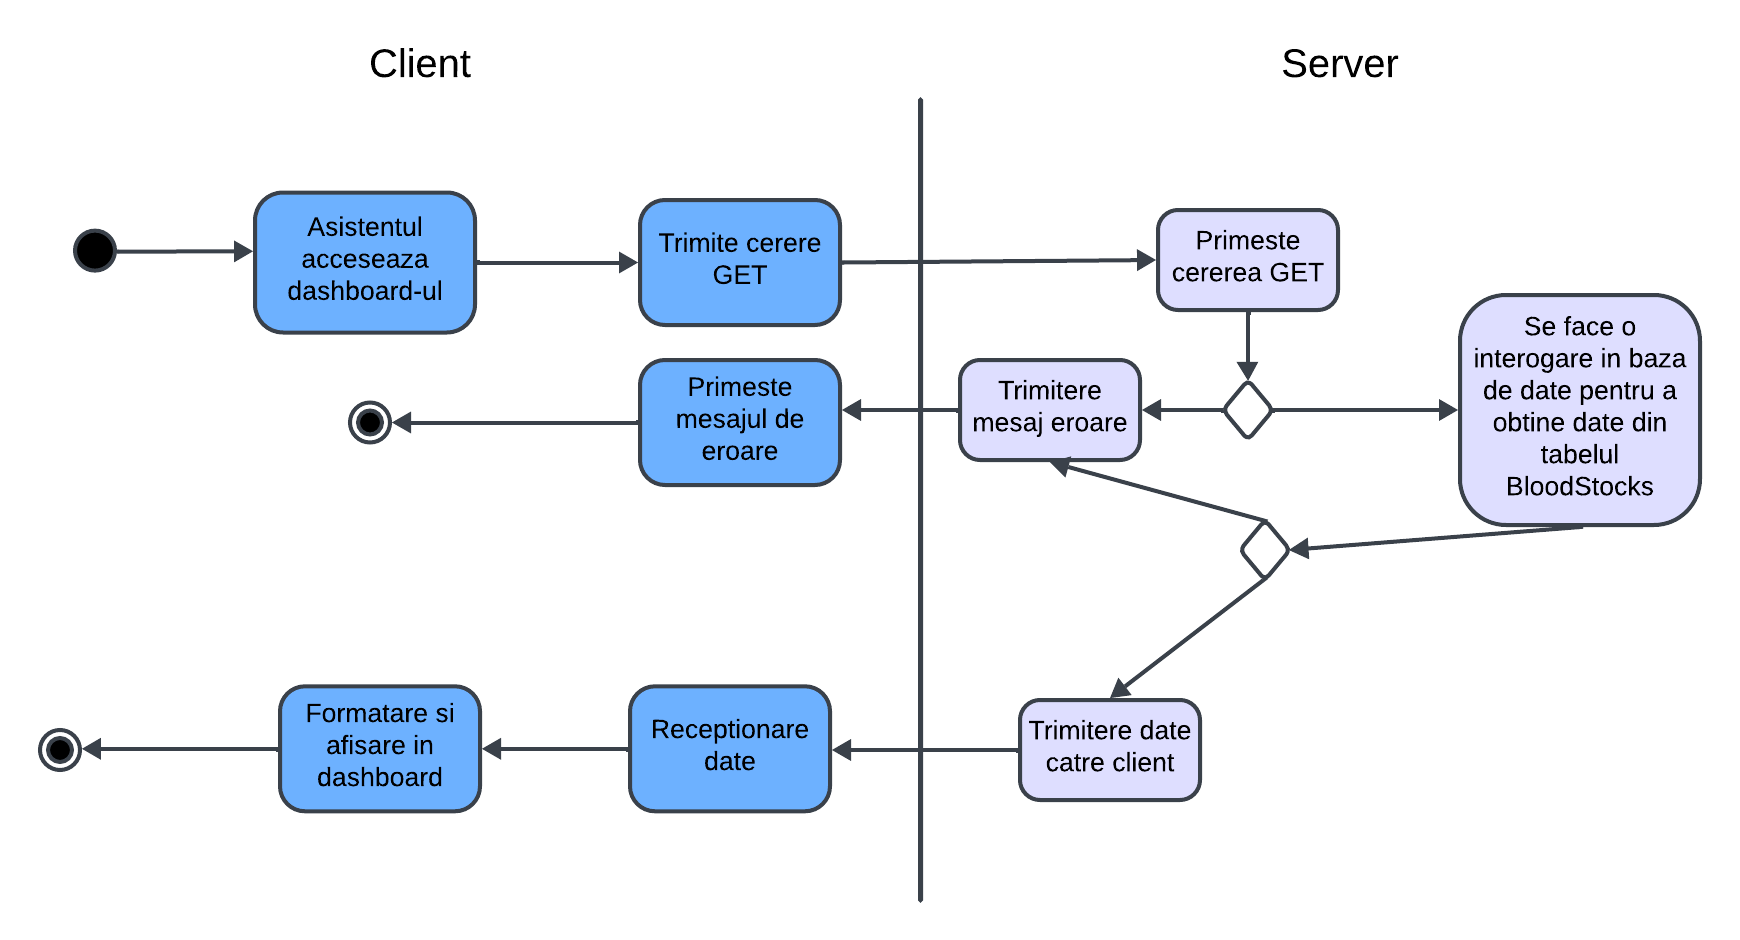 Client
Server
Asistentul
acceseaza
dashboard-ul
Trimite cerere
GET
Primeste
cererea GET
Se face o
interogare in baza
de date pentru a
obtine date din
tabelul
BloodStocks
Trimitere
mesaj eroare
Primeste
mesajul de
eroare
Trimitere date
catre client
Receptionare
date
Formatare si
afisare in
dashboard